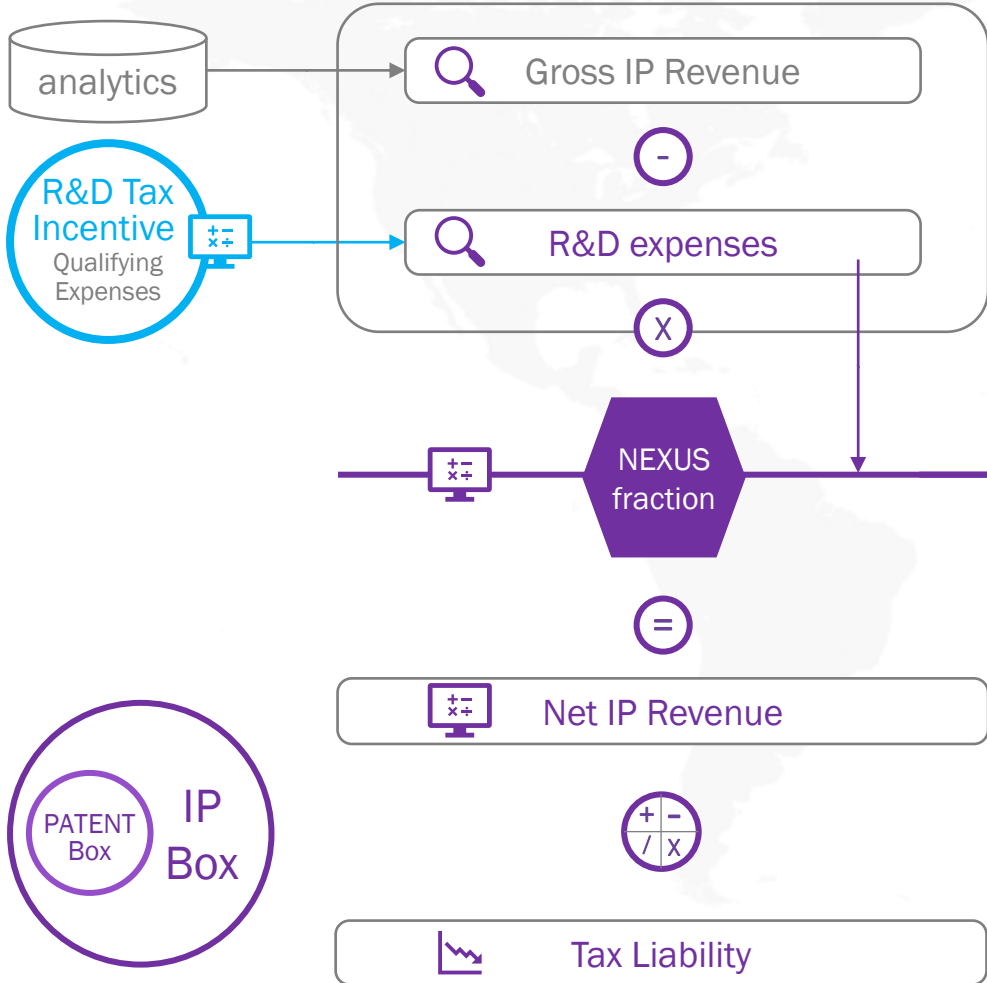 analytics
Gross IP Revenue
-
R&D Tax
Incentive
Qualifying
Expenses
+-
×÷
R&D expenses
X
+-
×÷
NEXUS
fraction
=
+-
×÷
Net IP Revenue
PATENT
Box
IP
Box
+ -
/ X
Tax Liability